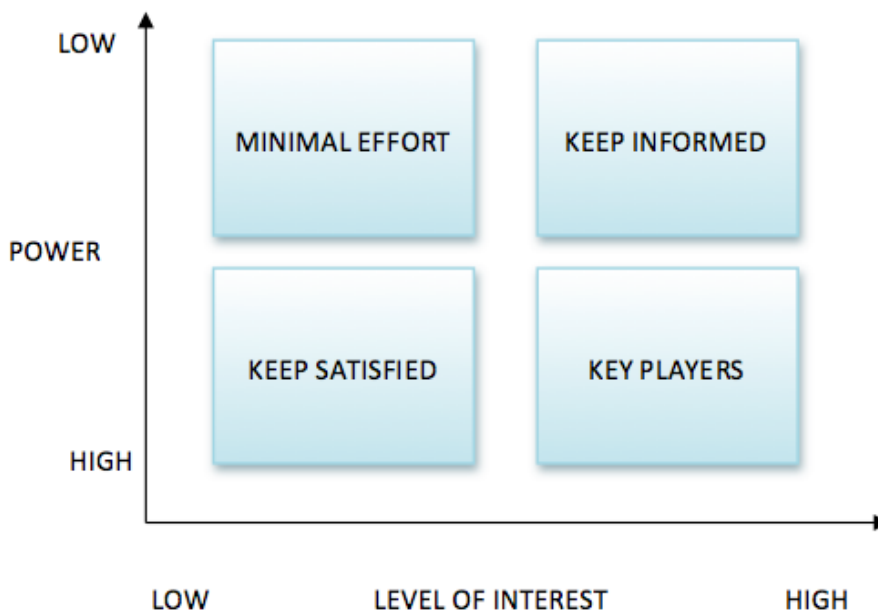 LOW
MINIMAL EFFORT
KEEP INFORMED
POWER
KEEP SATISFIED
KEY PLAYERS
HIGH
LOW LEVEL OF INTEREST HIGH